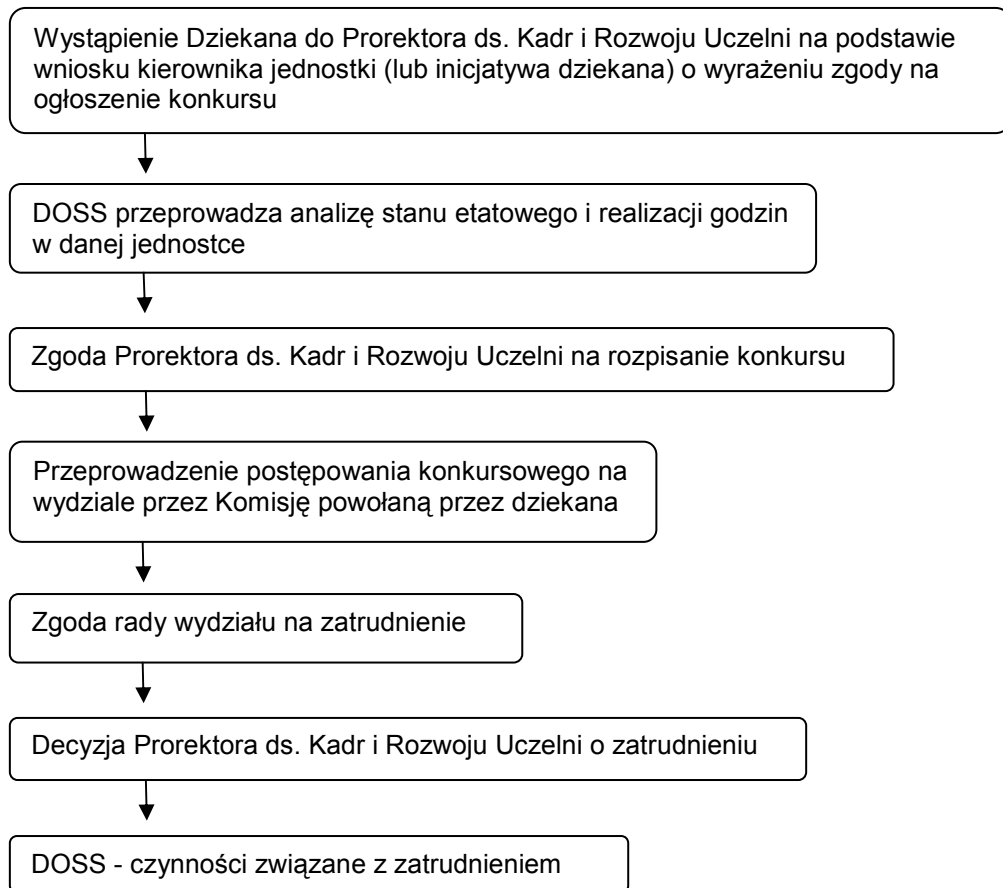 Wystąpienie Dziekana do Prorektora ds. Kadr i Rozwoju Uczelni na podstawie
wniosku kierownika jednostki (lub inicjatywa dziekana) o wyrażeniu zgody na
ogłoszenie konkursu
DOSS przeprowadza analizę stanu etatowego i realizacji godzin
w danej jednostce
Zgoda Prorektora ds. Kadr i Rozwoju Uczelni na rozpisanie konkursu
Przeprowadzenie postępowania konkursowego na
wydziale przez Komisję powołaną przez dziekana
Zgoda rady wydziału na zatrudnienie
Decyzja Prorektora ds. Kadr i Rozwoju Uczelni o zatrudnieniu
DOSS - czynności związane z zatrudnieniem